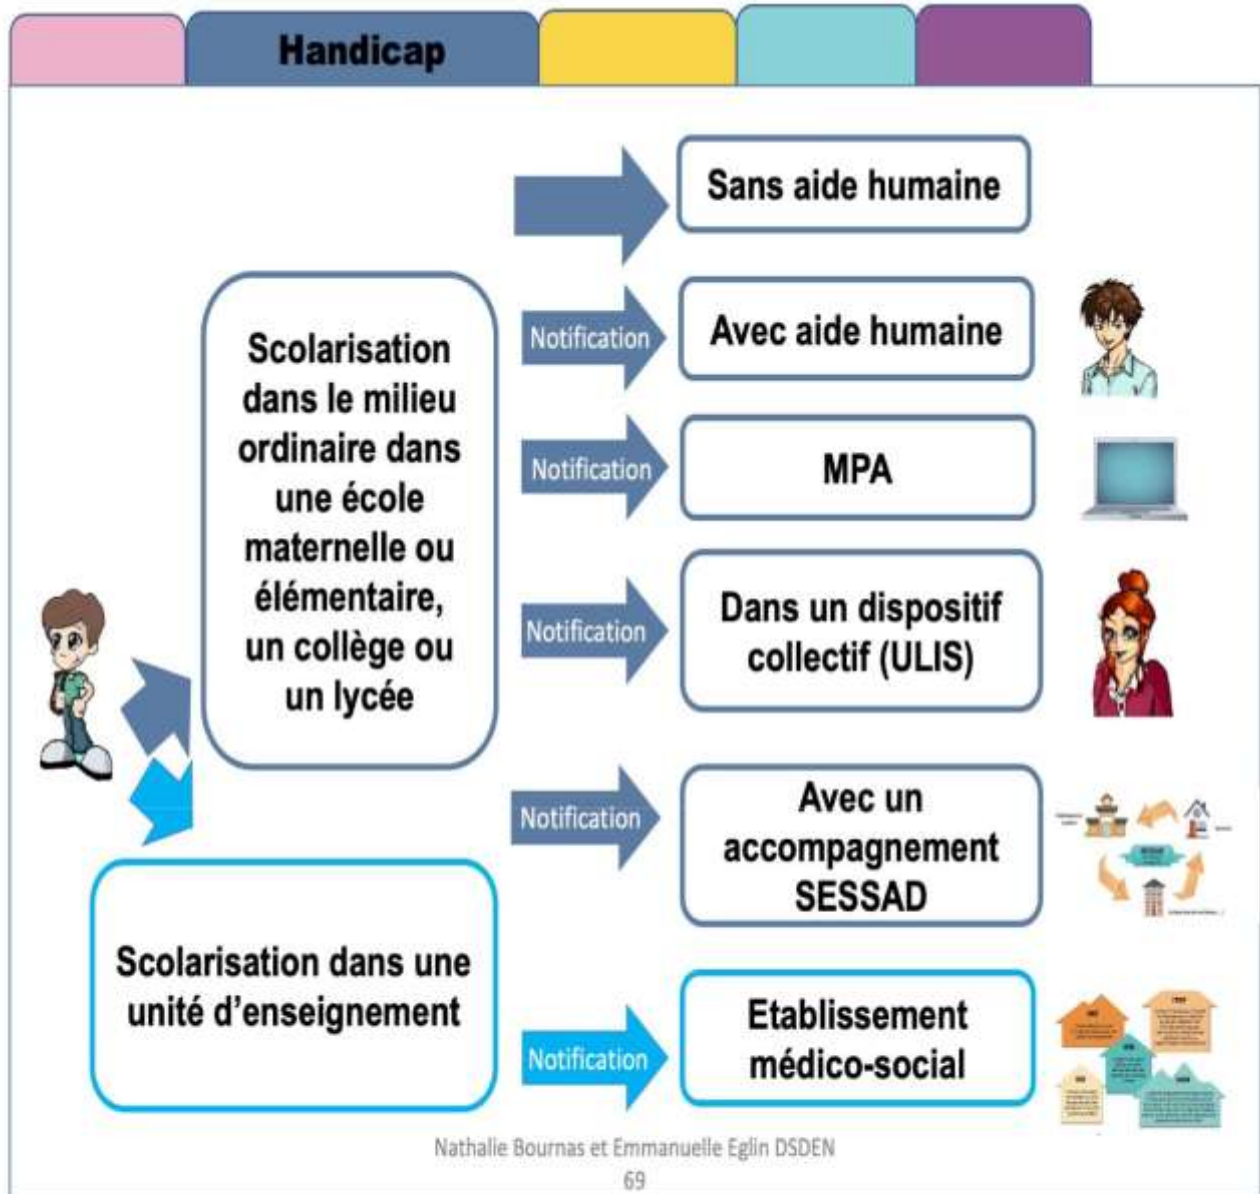 Handicap
Sans aide humaine
Notification
Avec aide humaine
Scolarisation
dans le milieu
ordinaire dans
une école
maternelle ou
élémentaire,
un collège ou
un lycée
Notification
MPA
Notification
Dans un dispositif
collectif (ULIS)
Notification
Avec un
accompagnement
SESSAD
Scolarisation dans une
unité d'enseignement
Notification
Etablissement
médico-social
Nathalie Bournas et Emmanuelle Eglin DSDEN
69